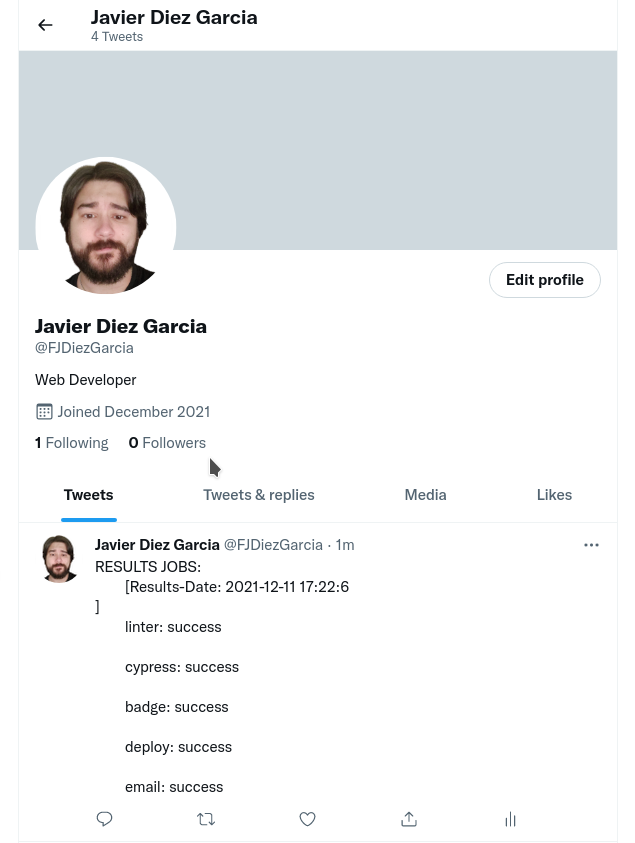 Javier Diez Garcia
4 Tweets
Edit profile
Javier Diez Garcia
@FJDiezGarcia
Web Developer
Joined December 2021
1 Following 0 Followers
Tweets Tweets & replies Media Likes
Javier Diez Garcia @FJDiezGarcia · 1m
RESULTS JOBS:
[Results-Date: 2021-12-11 17:22:6
]
linter: success
cypress: success
badge: success
deploy: success
email: success